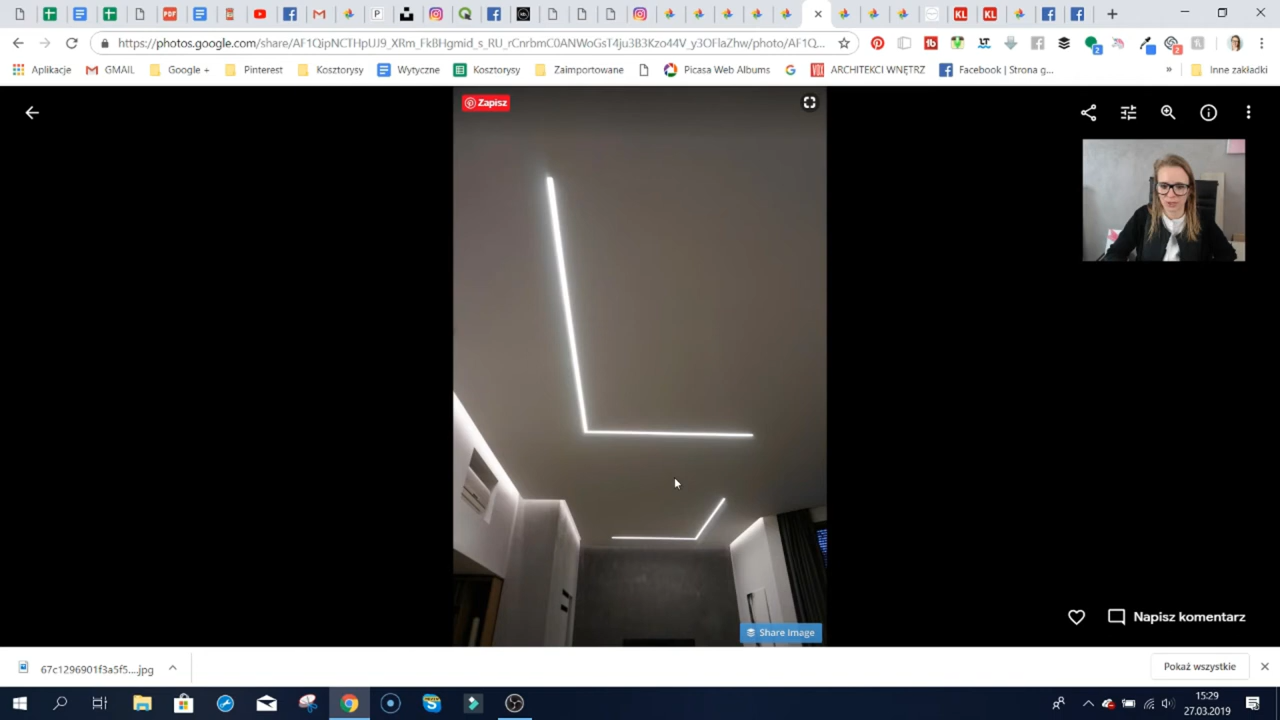 https://photos.google.com/share/AF1QipNCTHpUJ9_XRm_FkBHgmid_s_RU_rCnrbmC0ANWoGsT4ju3B3Kzo44V_y3OFlaZhw/photo/AF1Q...
Aplikacje GMAIL Google + Pinterest Kosztorysy Wytyczne Kosztorysy Zaimportowane Picasa Web Albums ARCHITEKCI WNĘTRZ Facebook | Strona g... » Inne zakładki
Zapisz
Share Image
Napisz komentarz
67c1296901f3a5f5....jpg
Pokaż wszystkie
15:29
27.03.2019